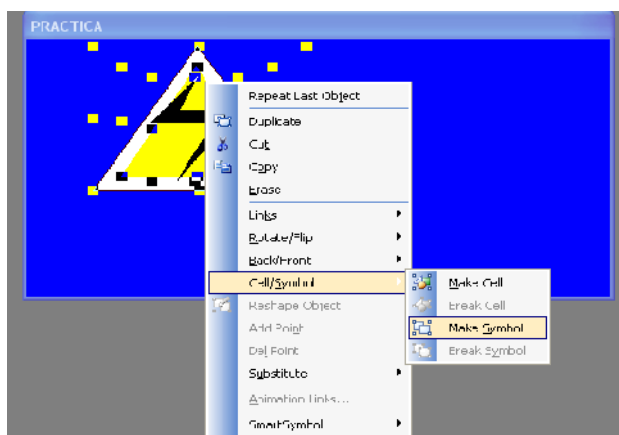 PRACTICA
Repeat Last Object
Duplicate
Cut
Copy
Erase
Links
Rotate/Flip
Back/Front
Cell/Symbol
Make Cell
Reshape Object
Break Cell
Add Point
Make Symbol
Del Point
Break Symbol
Substitute
Animation Links...
SmartSymbol